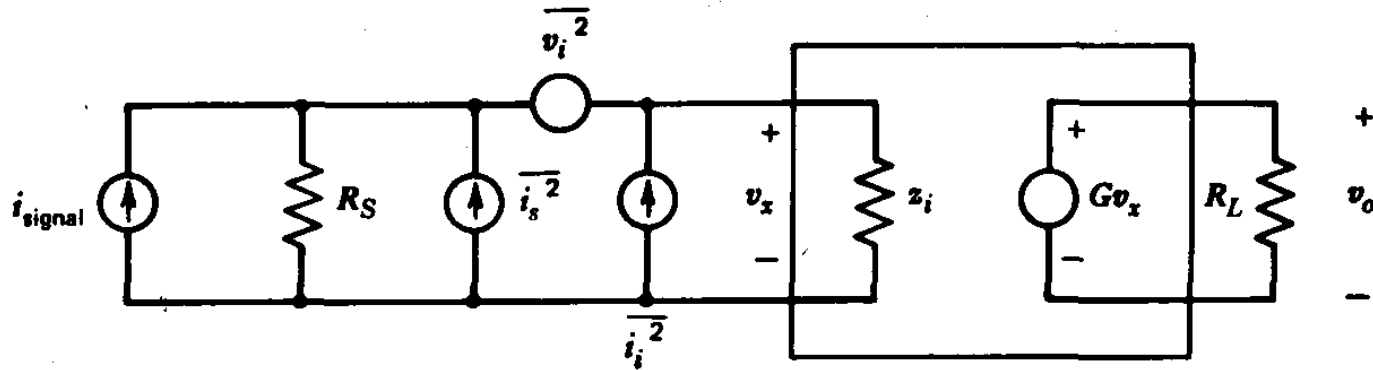 v_i^2
i_signal
R_S
i_s^2
+
v_x
−
z_i
+
Gv_x
−
R_L
+
v_o
−
i_i^2